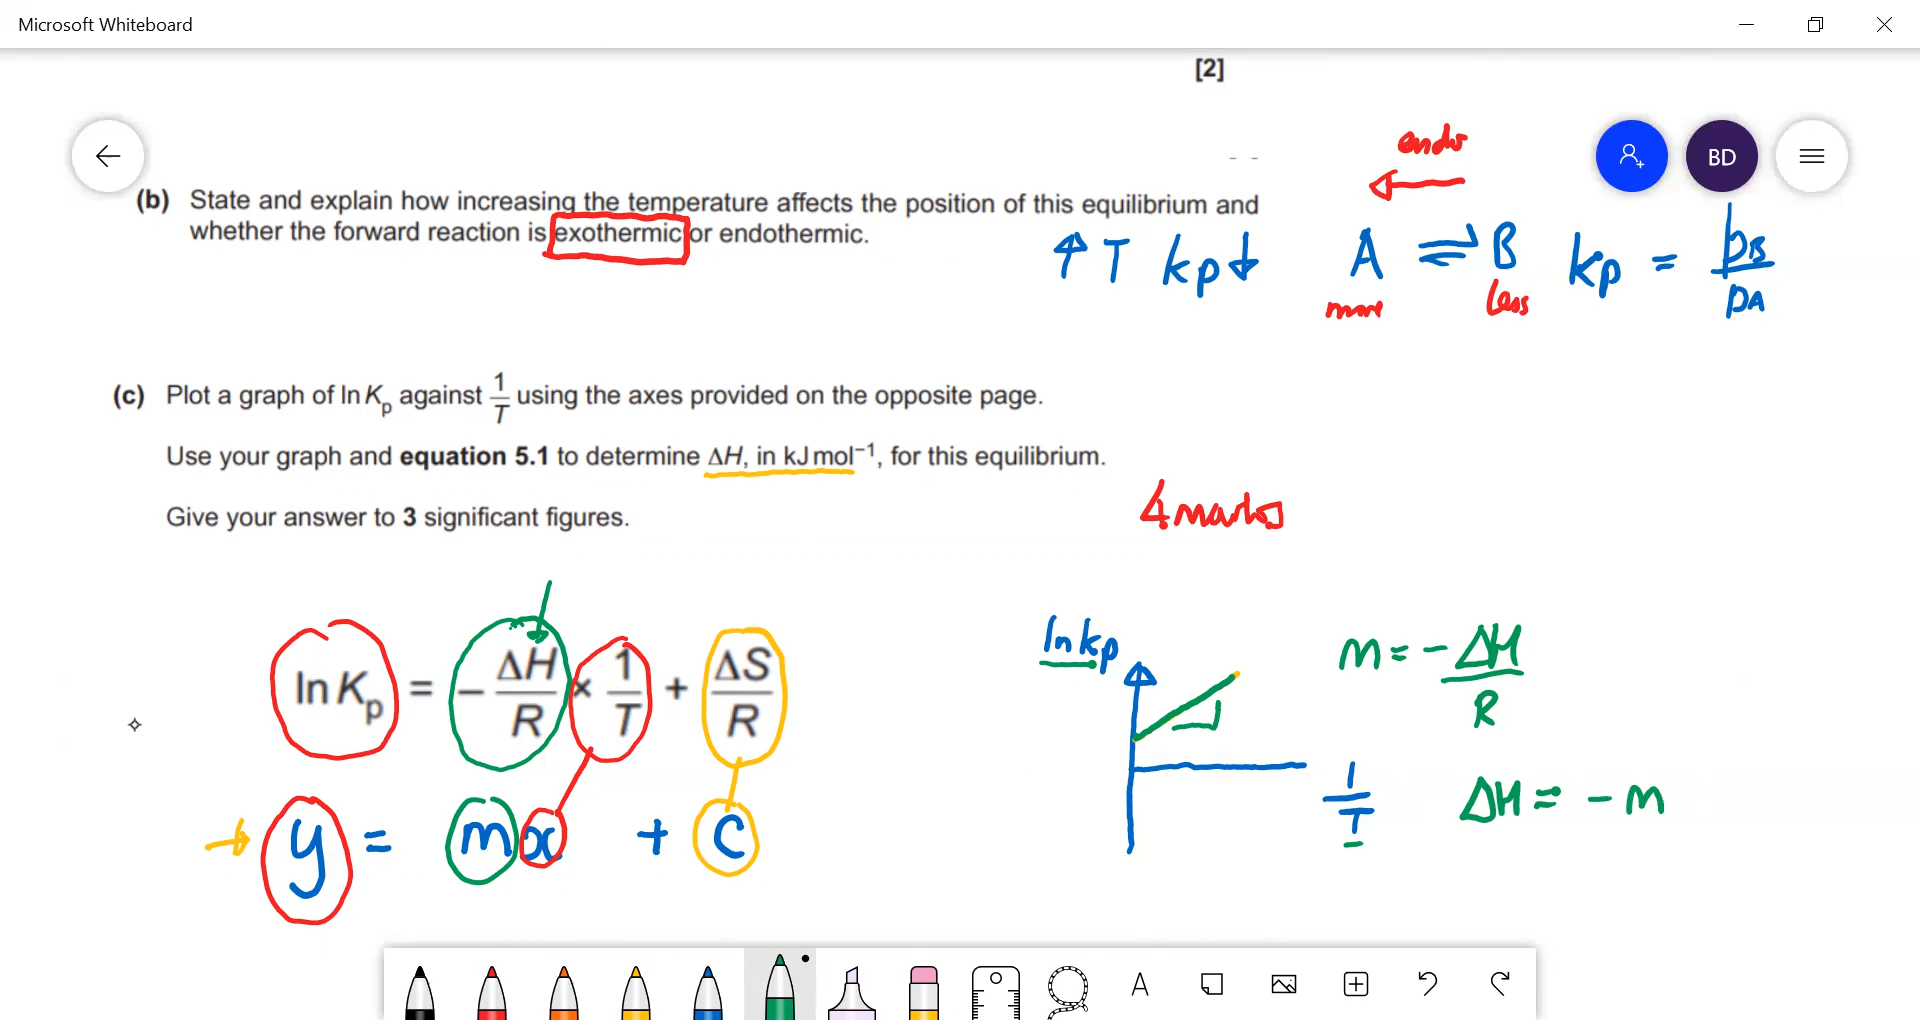 Microsoft Whiteboard
[2]
endo
BD
(b) State and explain how increasing the temperature affects the position of this equilibrium and
whether the forward reaction is exothermic or endothermic.
↑ T kp ↓ A ⇌ B kp = pB / pA
more less
(c) Plot a graph of ln Kp against 1/T using the axes provided on the opposite page.
Use your graph and equation 5.1 to determine ΔH, in kJ mol⁻¹, for this equilibrium.
4 marks
Give your answer to 3 significant figures.
ln Kp = − ΔH/R × 1/T + ΔS/R
y = mx + c
ln kp
1/T
m = − ΔH/R
ΔH = − m
A